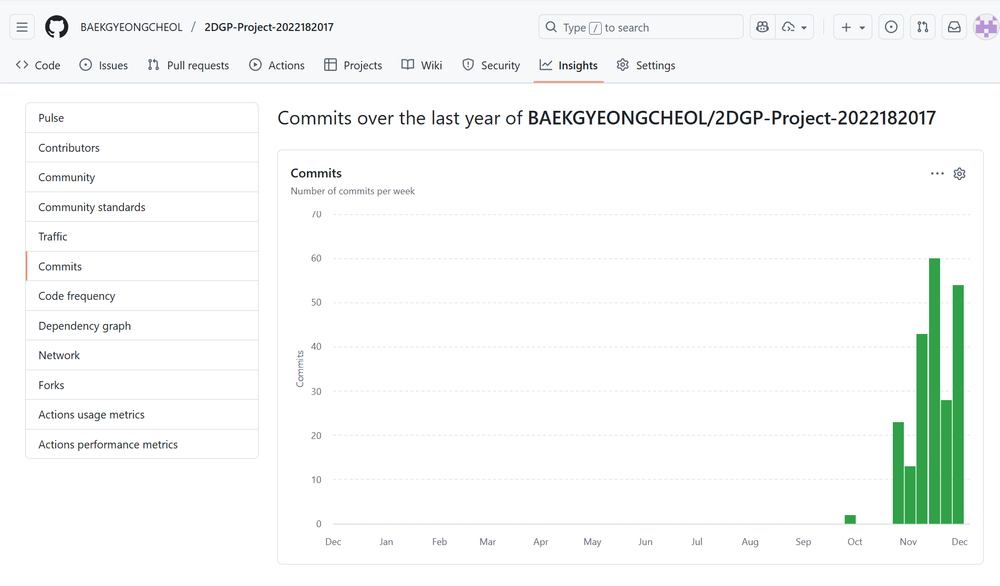 BAEKGYEONGCHEOL / 2DGP-Project-2022182017
Type / to search
Code Issues Pull requests Actions Projects Wiki Security Insights Settings
Pulse
Contributors
Community
Community standards
Traffic
Commits
Code frequency
Dependency graph
Network
Forks
Actions usage metrics
Actions performance metrics
Commits over the last year of BAEKGYEONGCHEOL/2DGP-Project-2022182017
Commits
Number of commits per week
70
60
50
40
30
20
10
0
Commits
Dec Jan Feb Mar Apr May Jun Jul Aug Sep Oct Nov Dec